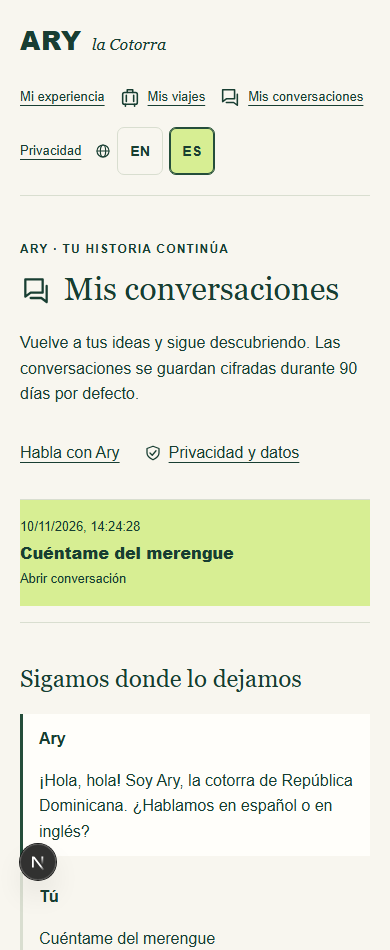 ARY la Cotorra
Mi experiencia Mis viajes Mis conversaciones
Privacidad EN ES
ARY · TU HISTORIA CONTINÚA
Mis conversaciones
Vuelve a tus ideas y sigue descubriendo. Las
conversaciones se guardan cifradas durante 90
días por defecto.
Habla con Ary Privacidad y datos
10/11/2026, 14:24:28
Cuéntame del merengue
Abrir conversación
Sigamos donde lo dejamos
Ary
¡Hola, hola! Soy Ary, la cotorra de República
Dominicana. ¿Hablamos en español o en
inglés?
N
Tú
Cuéntame del merengue